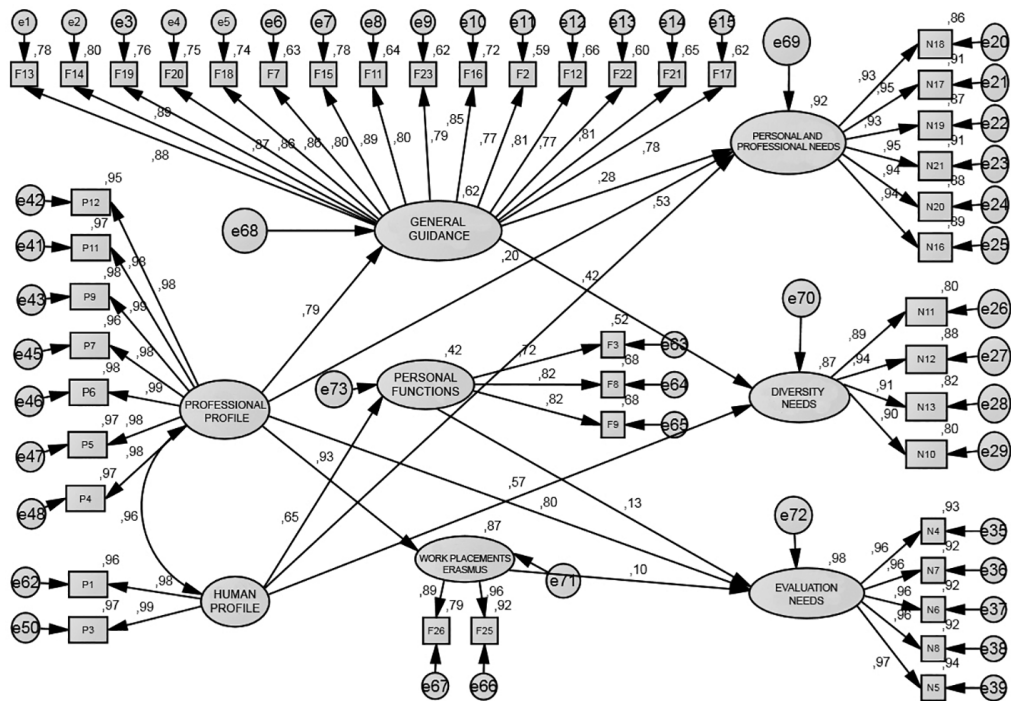 e1 e2 e3 e4 e5 e6 e7 e8 e9 e10 e11 e12 e13 e14 e15
,78 ,80 ,76 ,75 ,74 ,63 ,78 ,64 ,62 ,72 ,59 ,66 ,60 ,65 ,62
F13 F14 F19 F20 F18 F7 F15 F11 F23 F16 F2 F12 F22 F21 F17
,88 ,89 ,87 ,86 ,86 ,80 ,89 ,80 ,79 ,85 ,77 ,81 ,77 ,81 ,78
e68
,62
GENERAL
GUIDANCE
e69
,92
PERSONAL AND
PROFESSIONAL NEEDS
,86
N18 e20
,93
,91
N17 e21
,95
,87
N19 e22
,93
,91
N21 e23
,95
,88
N20 e24
,94
,89
N16 e25
,94
,28
,53
,20
,42
,79
,95
e42 P12
,98
,97
e41 P11
,98
,98
e43 P9
,99
,96
e45 P7
,98
,98
e46 P6
,99
,97
e47 P5
,98
,97
e48 P4
,98
PROFESSIONAL
PROFILE
,96
,96
e62 P1
,98
,97
e50 P3
,99
HUMAN
PROFILE
e73
,42
PERSONAL
FUNCTIONS
,52
,72
F3 e63
,68
,82
F8 e64
,68
,82
F9 e65
,93
,65
,57
,80
,13
,10
e70
,87
DIVERSITY
NEEDS
,80
N11 e26
,89
,88
N12 e27
,94
,82
N13 e28
,91
,80
N10 e29
,90
,87
WORK PLACEMENTS
ERASMUS
e71
,89 ,96
,79 ,92
F26 F25
e67 e66
e72
,98
EVALUATION
NEEDS
,93
N4 e35
,96
,92
N7 e36
,96
,92
N6 e37
,96
,92
N8 e38
,96
,94
N5 e39
,97